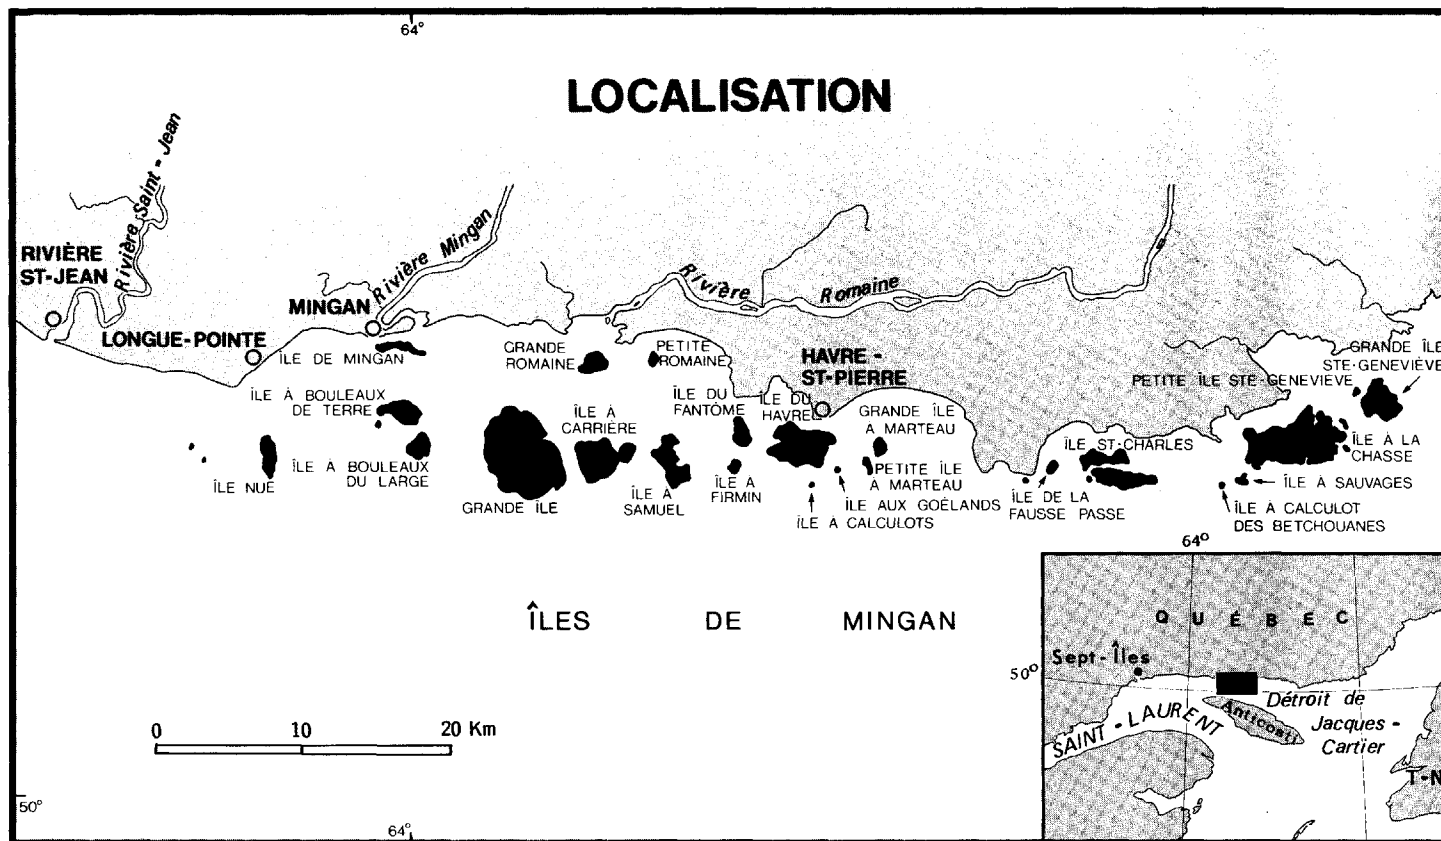 64°
LOCALISATION
Rivière Saint-Jean
RIVIÈRE
ST-JEAN
Rivière Mingan
MINGAN
LONGUE-POINTE
ÎLE DE MINGAN
Rivière Romaine
GRANDE
ROMAINE
PETITE
ROMAINE
HAVRE-
ST-PIERRE
GRANDE ÎLE
STE-GENEVIÈVE
PETITE ÎLE STE-GENEVIÈVE
ÎLE À BOULEAUX
DE TERRE
ÎLE À
CARRIÈRE
ÎLE DU
FANTÔME
ÎLE DU
HAVRE
GRANDE ÎLE
A MARTEAU
ÎLE ST-CHARLES
ÎLE À LA
CHASSE
ÎLE NUE
ÎLE À BOULEAUX
DU LARGE
GRANDE ÎLE
ÎLE À
SAMUEL
ÎLE À
FIRMIN
PETITE ÎLE
A MARTEAU
ÎLE AUX GOÉLANDS
ÎLE À CALCULOTS
ÎLE DE LA
FAUSSE PASSE
ÎLE À SAUVAGES
ÎLE À CALCULOT
DES BETCHOUANES
ÎLES DE MINGAN
0 10 20 Km
50°
64°
64°
QUÉBEC
Sept-Îles
50°
Détroit de
Jacques-
Cartier
Anticosti
SAINT-LAURENT
T-N